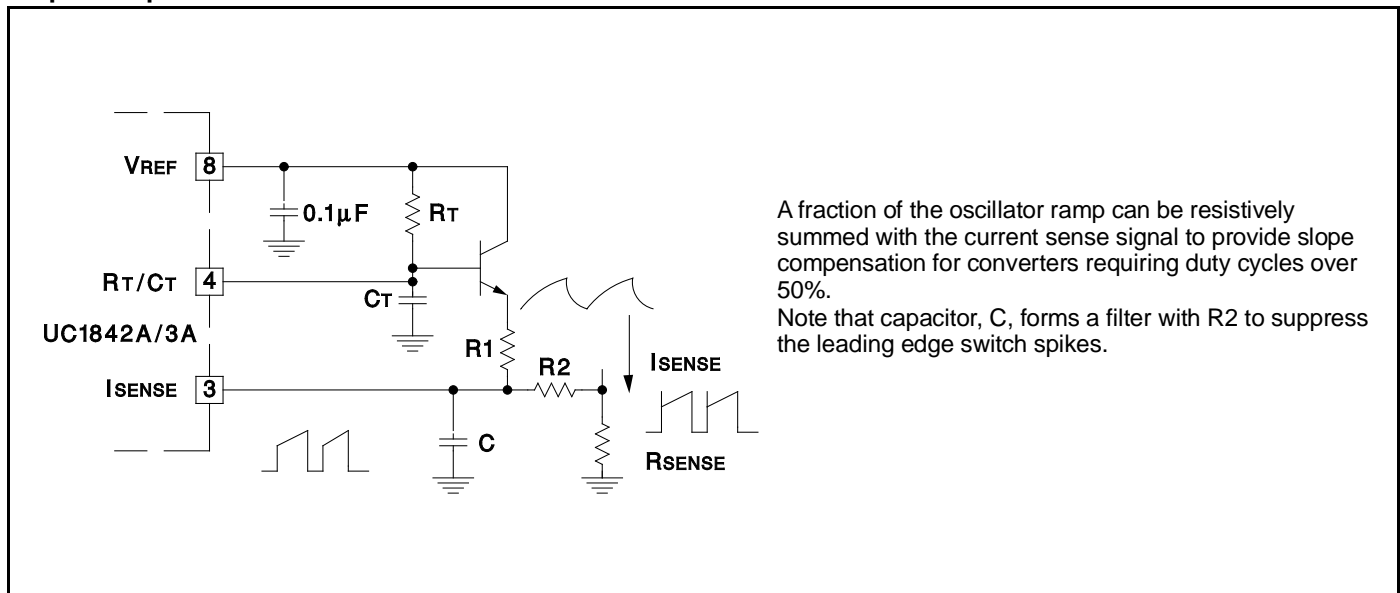 VREF 8
0.1µF
RT
RT/CT 4
CT
UC1842A/3A
R1
R2
ISENSE
ISENSE 3
C
RSENSE
A fraction of the oscillator ramp can be resistively
summed with the current sense signal to provide slope
compensation for converters requiring duty cycles over
50%.
Note that capacitor, C, forms a filter with R2 to suppress
the leading edge switch spikes.